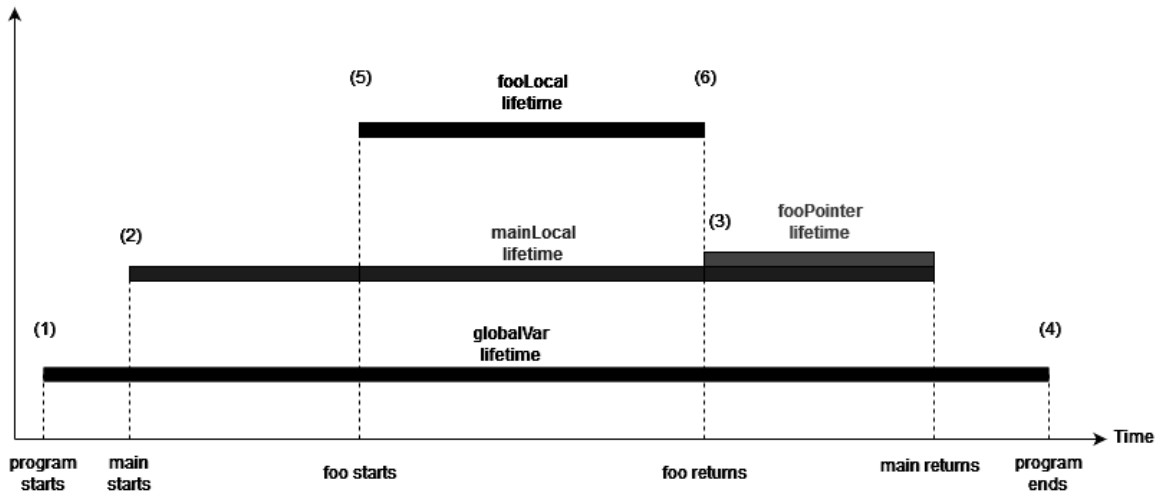 (5)
fooLocal
lifetime
(6)
(2)
mainLocal
lifetime
(3)
fooPointer
lifetime
(1)
globalVar
lifetime
(4)
Time
program
starts
main
starts
foo starts
foo returns
main returns
program
ends